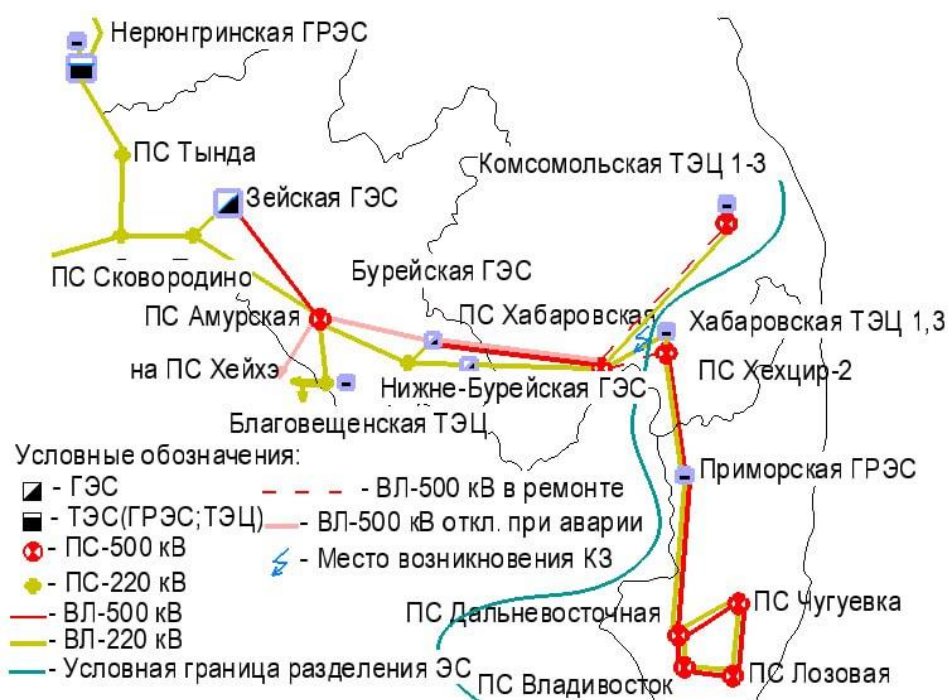 Нерюнгринская ГРЭС
ПС Тында
Комсомольская ТЭЦ 1-3
Зейская ГЭС
Бурейская ГЭС
ПС Сковородино
ПС Амурская
ПС Хабаровская
Хабаровская ТЭЦ 1,3
на ПС Хейхэ
ПС Хехцир-2
Нижне-Бурейская ГЭС
Благовещенская ТЭЦ
Условные обозначения:
- ГЭС
- ТЭС(ГРЭС;ТЭЦ)
- ПС-500 кВ
- ПС-220 кВ
- ВЛ-500 кВ
- ВЛ-220 кВ
- Условная граница разделения ЭС
- ВЛ-500 кВ в ремонте
- ВЛ-500 кВ откл. при аварии
- Место возникновения КЗ
Приморская ГРЭС
ПС Дальневосточная
ПС Чугуевка
ПС Владивосток
ПС Лозовая